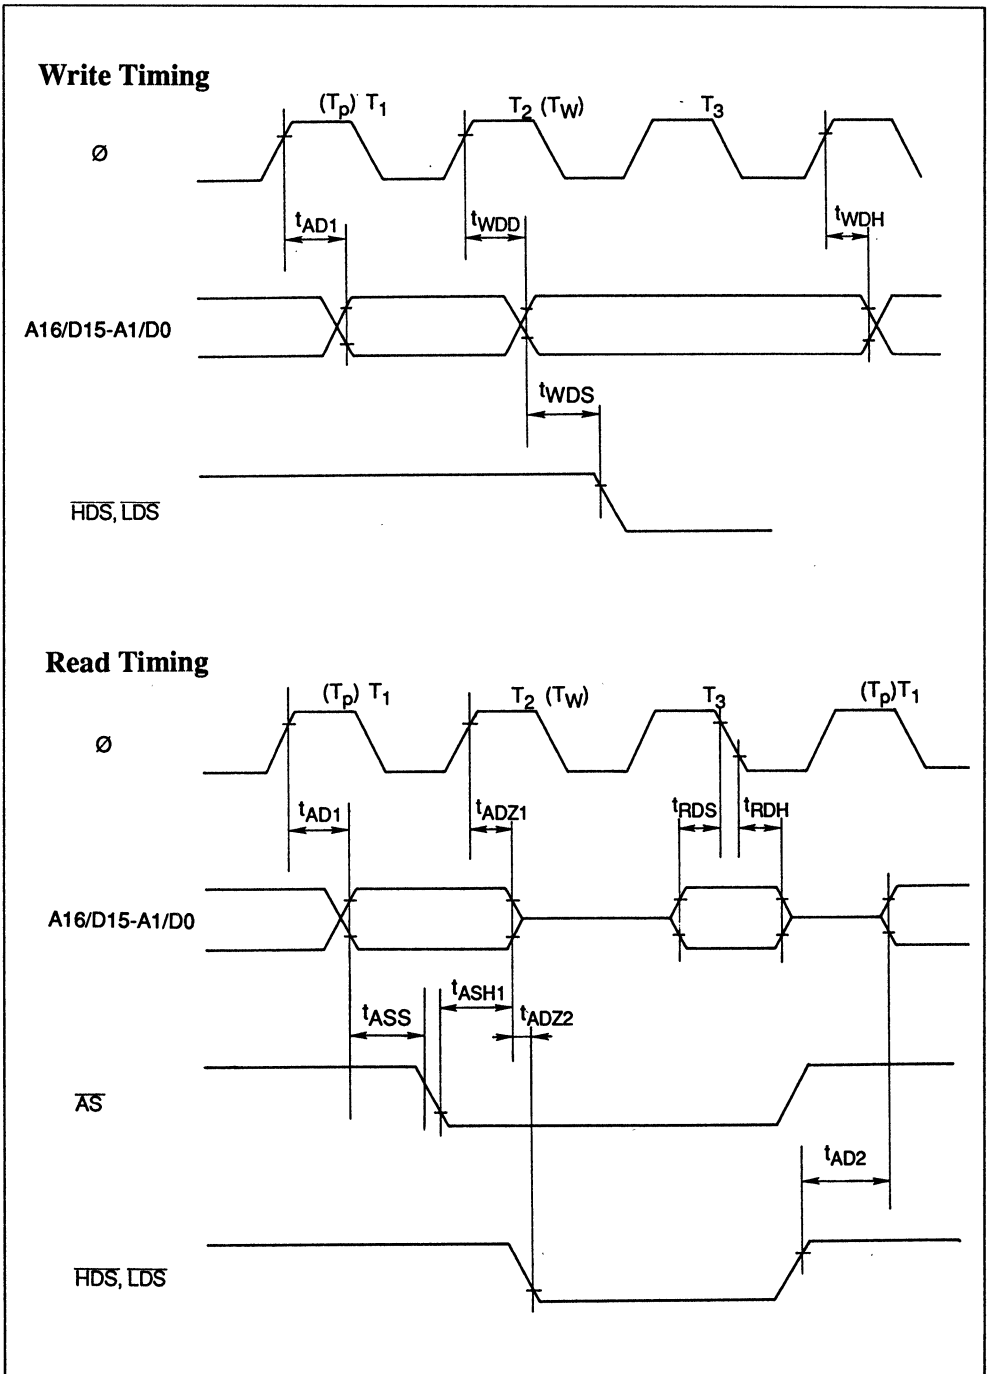 Write Timing
(Tp) T1 T2 (TW) T3
Ø
tAD1 tWDD tWDH
A16/D15-A1/D0
tWDS
HDS, LDS
Read Timing
(Tp) T1 T2 (TW) T3 (Tp)T1
Ø
tAD1 tADZ1 tRDS tRDH
A16/D15-A1/D0
tASS tASH1 tADZ2
AS
tAD2
HDS, LDS